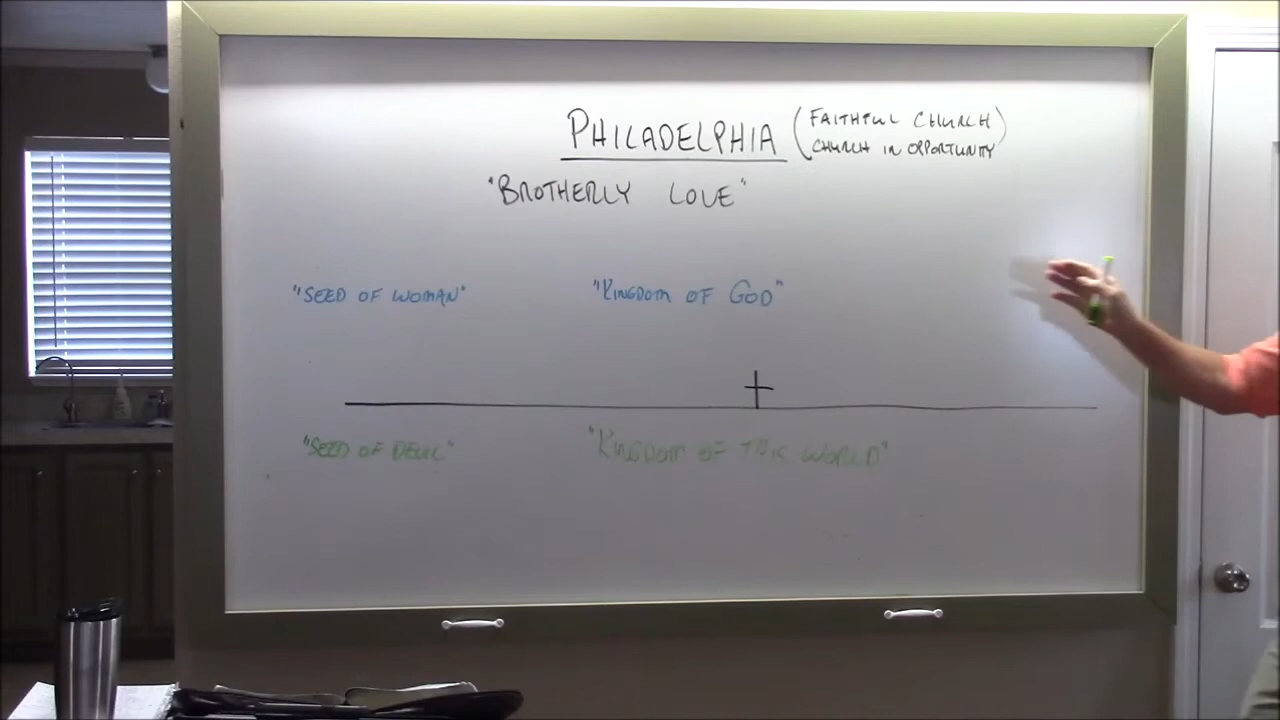 PHILADELPHIA (FAITHFUL CHURCH)
CHURCH IN OPPORTUNITY
"BROTHERLY LOVE"
"SEED OF WOMAN" "KINGDOM OF GOD"
"SEED OF DEVIL" "KINGDOM OF THIS WORLD"